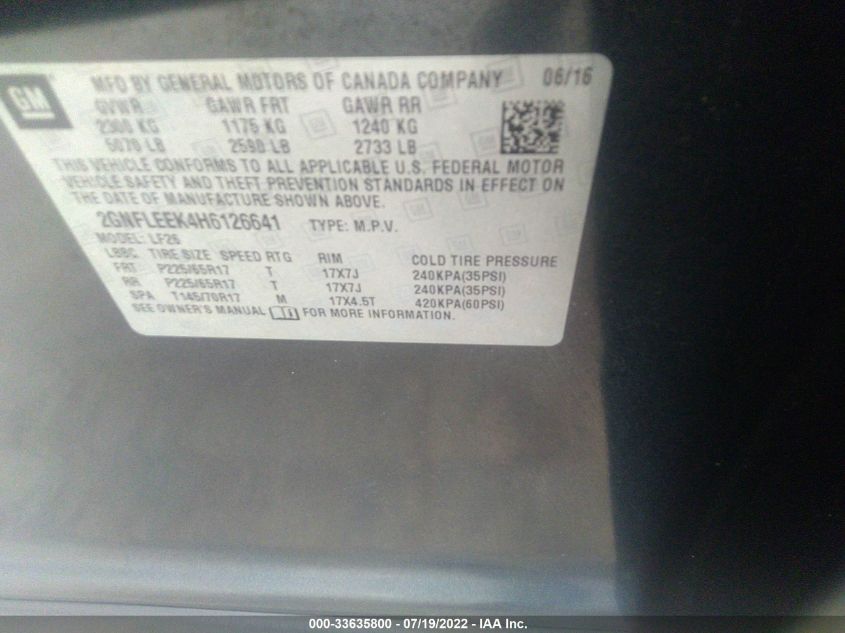 GM
MFD BY GENERAL MOTORS OF CANADA COMPANY 06/16
GVWR GAWR FRT GAWR RR
2300 KG 1175 KG 1240 KG
5070 LB 2590 LB 2733 LB
THIS VEHICLE CONFORMS TO ALL APPLICABLE U.S. FEDERAL MOTOR
VEHICLE SAFETY AND THEFT PREVENTION STANDARDS IN EFFECT ON
THE DATE OF MANUFACTURE SHOWN ABOVE.
2GNFLEEK4H6126641 TYPE: M.P.V.
MODEL: LF26
LBBC TIRE SIZE SPEED RTG RIM COLD TIRE PRESSURE
FRT P225/65R17 T 17X7J 240KPA(35PSI)
RR P225/65R17 T 17X7J 240KPA(35PSI)
SPA T145/70R17 M 17X4.5T 420KPA(60PSI)
SEE OWNER'S MANUAL FOR MORE INFORMATION.
000-33635800 - 07/19/2022 - IAA Inc.